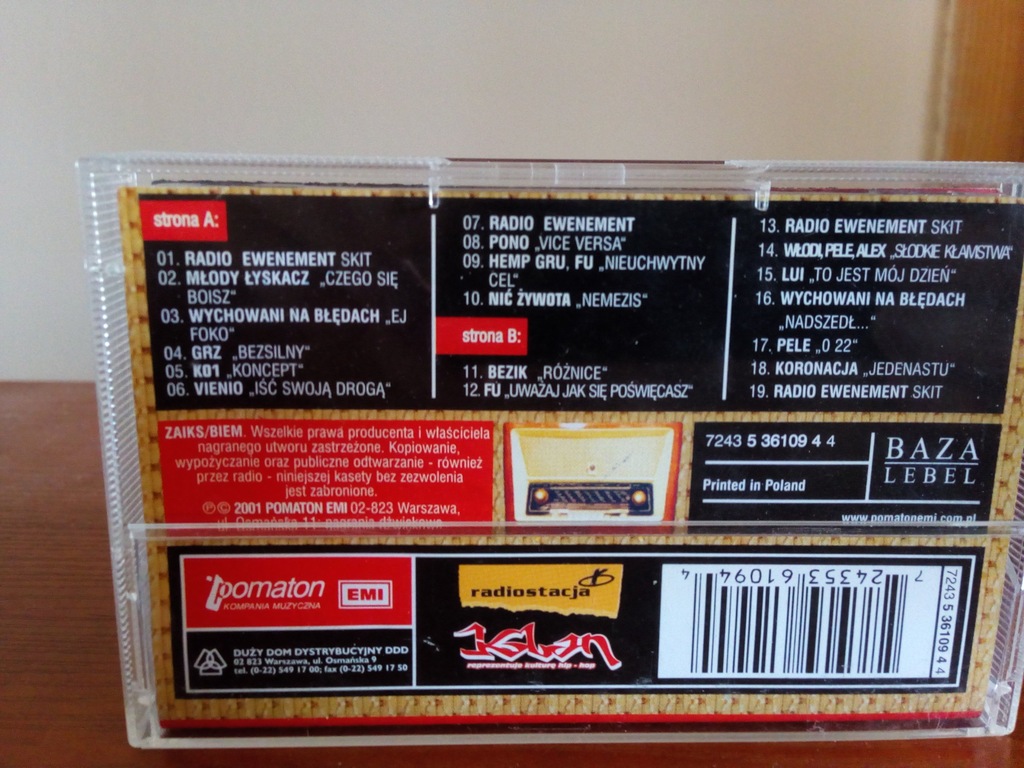 strona A:
01. RADIO EWENEMENT SKIT
02. MŁODY ŁYSKACZ „CZEGO SIĘ
BOISZ"
03. WYCHOWANI NA BŁĘDACH „EJ
FOKO"
04. GRZ „BEZSILNY"
05. K01 „KONCEPT"
06. VIENIO „IŚĆ SWOJĄ DROGĄ"
07. RADIO EWENEMENT
08. PONO „VICE VERSA"
09. HEMP GRU, FU „NIEUCHWYTNY
CEL"
10. NIĆ ŻYWOTA „NEMEZIS"
strona B:
11. BEZIK „RÓŻNICE"
12. FU „UWAŻAJ JAK SIĘ POŚWIĘCASZ"
13. RADIO EWENEMENT SKIT
14. WŁODI, PELE, ALEX „SŁODKIE KŁAMSTWA"
15. LUI „TO JEST MÓJ DZIEŃ"
16. WYCHOWANI NA BŁĘDACH
„NADSZEDŁ..."
17. PELE „0 22"
18. KORONACJA „JEDENASTU"
19. RADIO EWENEMENT SKIT
ZAIKS/BIEM. Wszelkie prawa producenta i właściciela
nagranego utworu zastrzeżone. Kopiowanie,
wypożyczanie oraz publiczne odtwarzanie - również
przez radio - niniejszej kasety bez zezwolenia
jest zabronione.
℗© 2001 POMATON EMI 02-823 Warszawa,
ul. Osmańska 11; nagrania dźwiękowe
7243 5 36109 4 4
Printed in Poland
BAZA
LEBEL
www.pomatonemi.com.pl
pomaton
KOMPANIA MUZYCZNA
EMI
DUŻY DOM DYSTRYBUCYJNY DDD
02 823 Warszawa, ul. Osmańska 9
tel. (0-22) 549 17 00; fax (0-22) 549 17 50
radiostacja
Klan
reprezentuje kulturę hip - hop
7 24353 61094 4
7243 5 36109 4 4